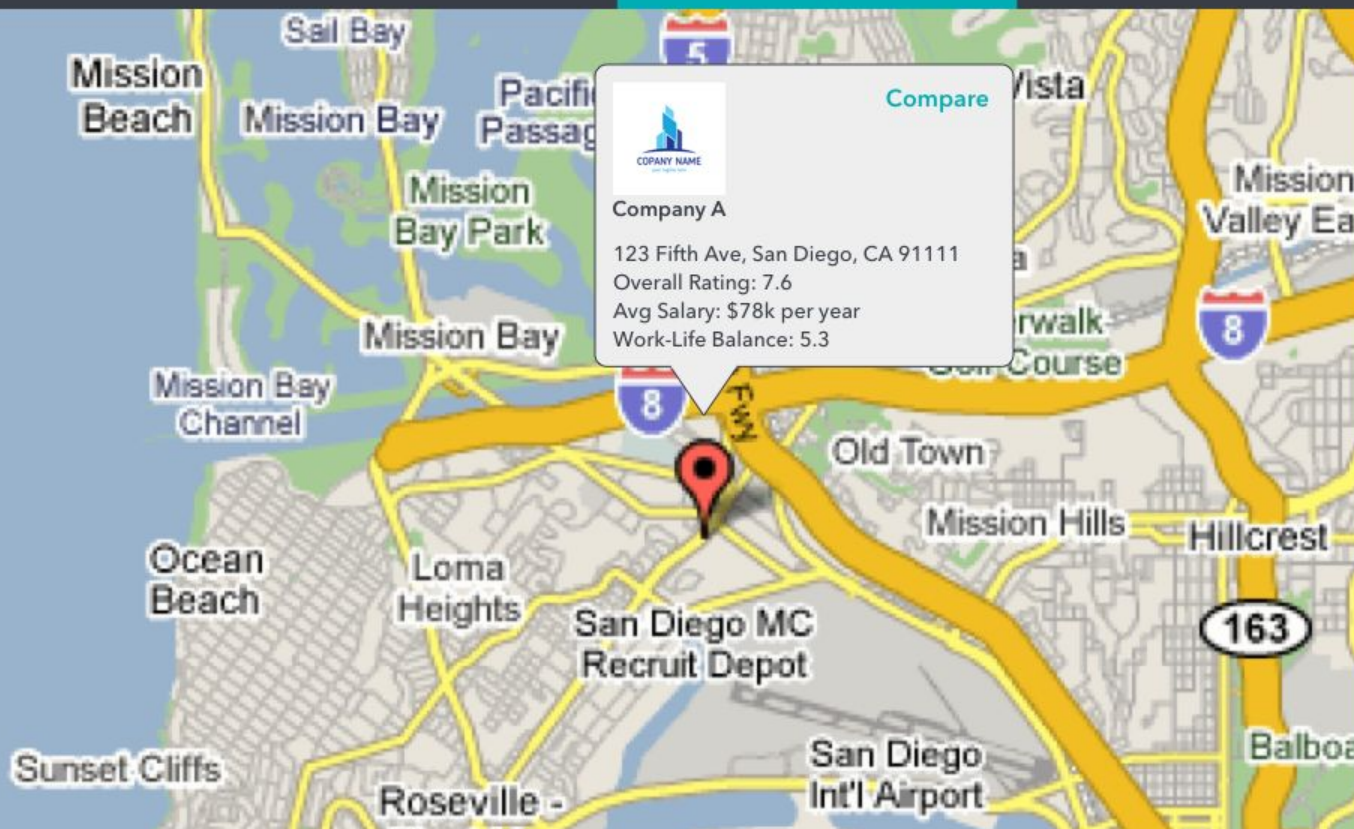 Sail Bay
5
Mission
Beach
Mission Bay
Pacific
Passag
Vista
Compare
COPANY NAME
Company A
123 Fifth Ave, San Diego, CA 91111
Overall Rating: 7.6
Avg Salary: $78k per year
Work-Life Balance: 5.3
Mission
Bay Park
Mission
Valley Ea
a
Mission Bay
rwalk
Course
8
Mission Bay
Channel
8
Fwy
Old Town
Mission Hills
Hillcrest
Ocean
Beach
Loma
Heights
San Diego MC
Recruit Depot
163
Sunset Cliffs
San Diego
Int'l Airport
Balboa
Roseville -